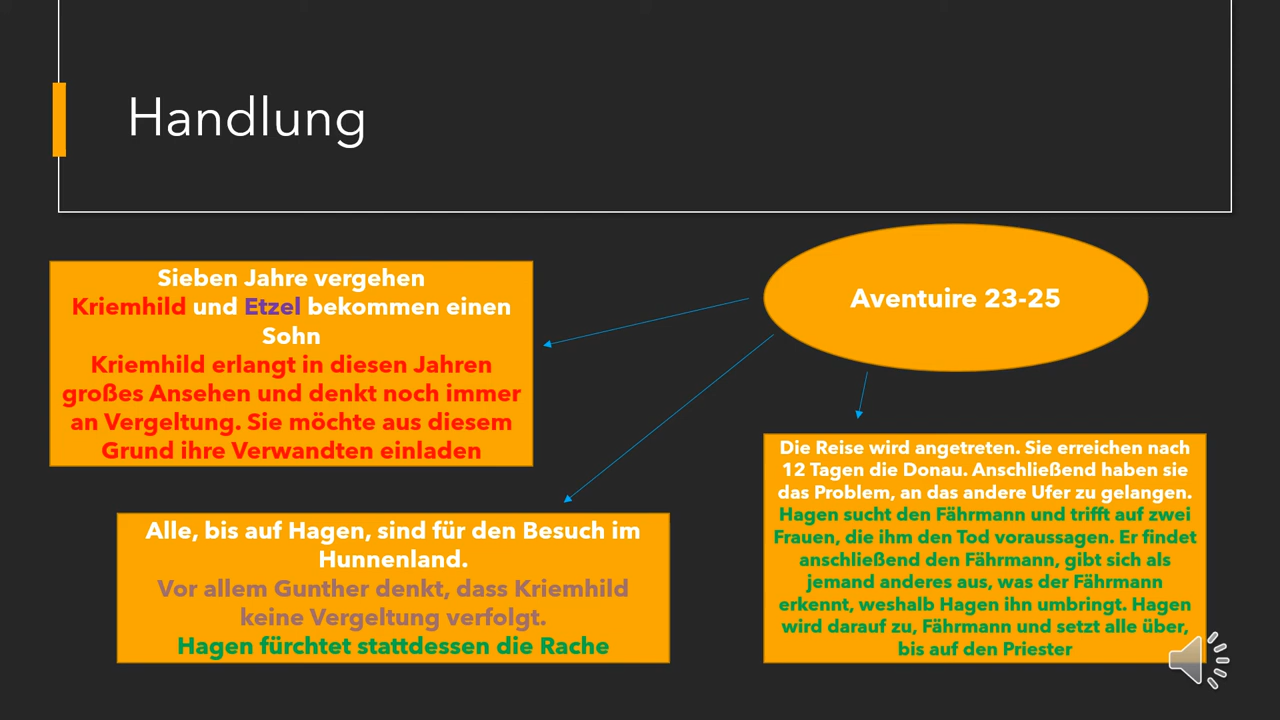 Handlung
Sieben Jahre vergehen
Kriemhild und Etzel bekommen einen
Sohn
Kriemhild erlangt in diesen Jahren
großes Ansehen und denkt noch immer
an Vergeltung. Sie möchte aus diesem
Grund ihre Verwandten einladen
Aventuire 23-25
Alle, bis auf Hagen, sind für den Besuch im
Hunnenland.
Vor allem Gunther denkt, dass Kriemhild
keine Vergeltung verfolgt.
Hagen fürchtet stattdessen die Rache
Die Reise wird angetreten. Sie erreichen nach
12 Tagen die Donau. Anschließend haben sie
das Problem, an das andere Ufer zu gelangen.
Hagen sucht den Fährmann und trifft auf zwei
Frauen, die ihm den Tod voraussagen. Er findet
anschließend den Fährmann, gibt sich als
jemand anderes aus, was der Fährmann
erkennt, weshalb Hagen ihn umbringt. Hagen
wird darauf zu, Fährmann und setzt alle über,
bis auf den Priester